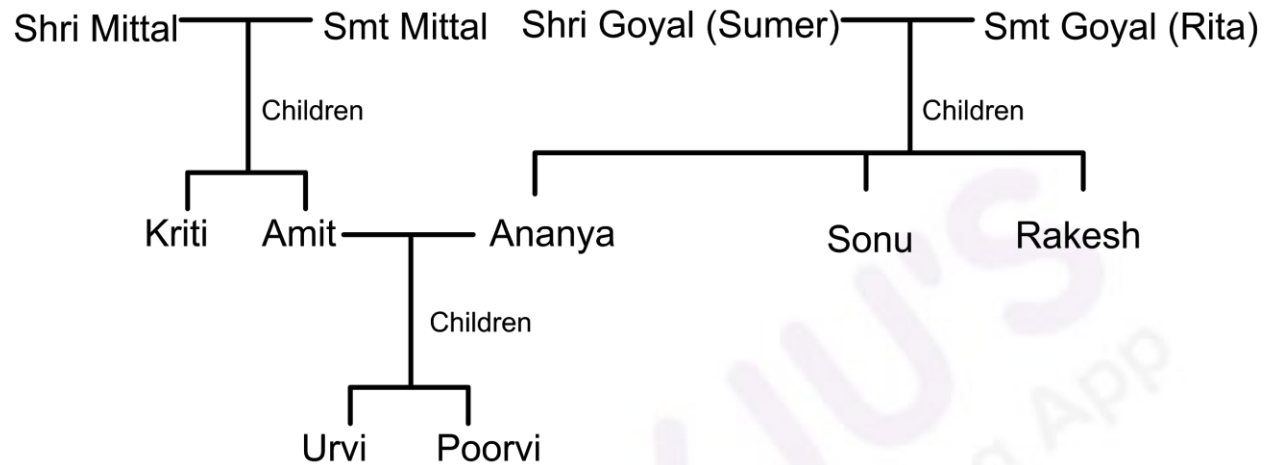 Shri Mittal Smt Mittal Shri Goyal (Sumer) Smt Goyal (Rita)
Children Children
Kriti Amit Ananya Sonu Rakesh
Children
Urvi Poorvi
U'S
App